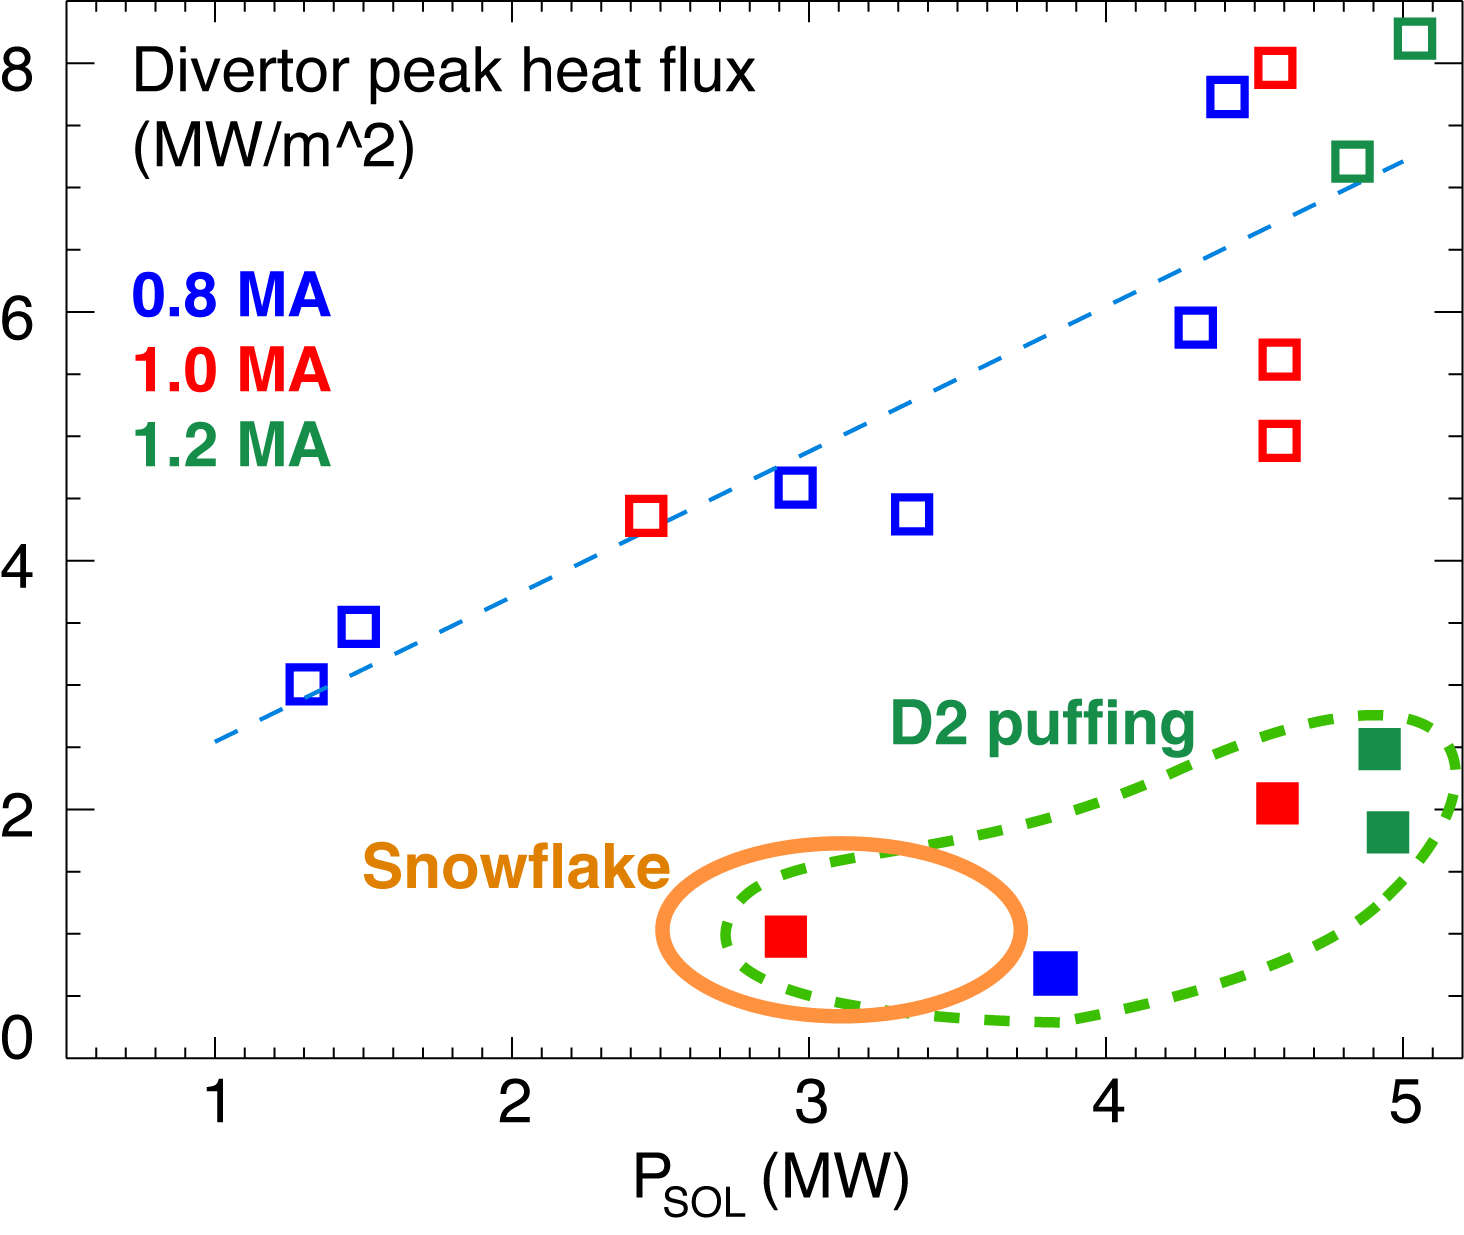 Divertor peak heat flux
(MW/m^2)
0.8 MA
1.0 MA
1.2 MA
D2 puffing
Snowflake
8
6
4
2
0
1 2 3 4 5
PSOL (MW)